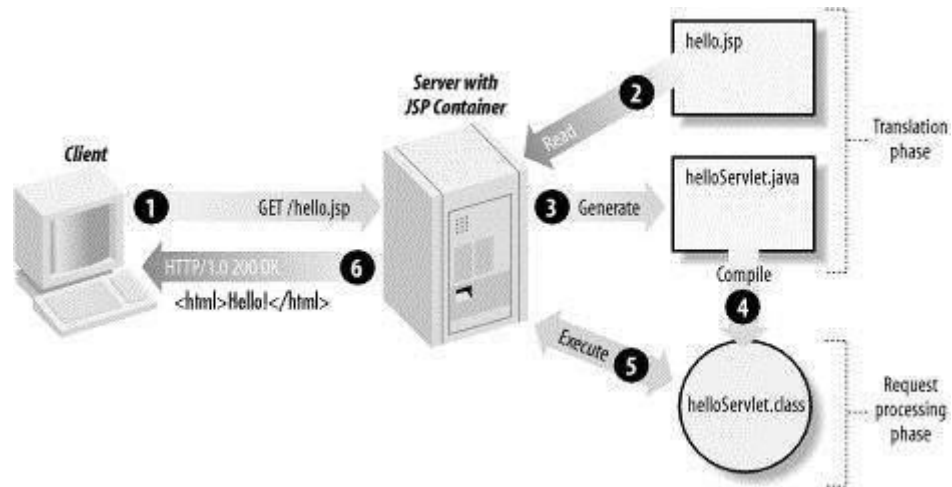 hello.jsp
Server with
JSP Container
2
Read
Translation
phase
Client
helloServlet.java
1
GET /hello.jsp
3
Generate
HTTP/1.0 200 OK
6
<html>Hello!</html>
Compile
4
Execute
5
helloServlet.class
Request
processing
phase